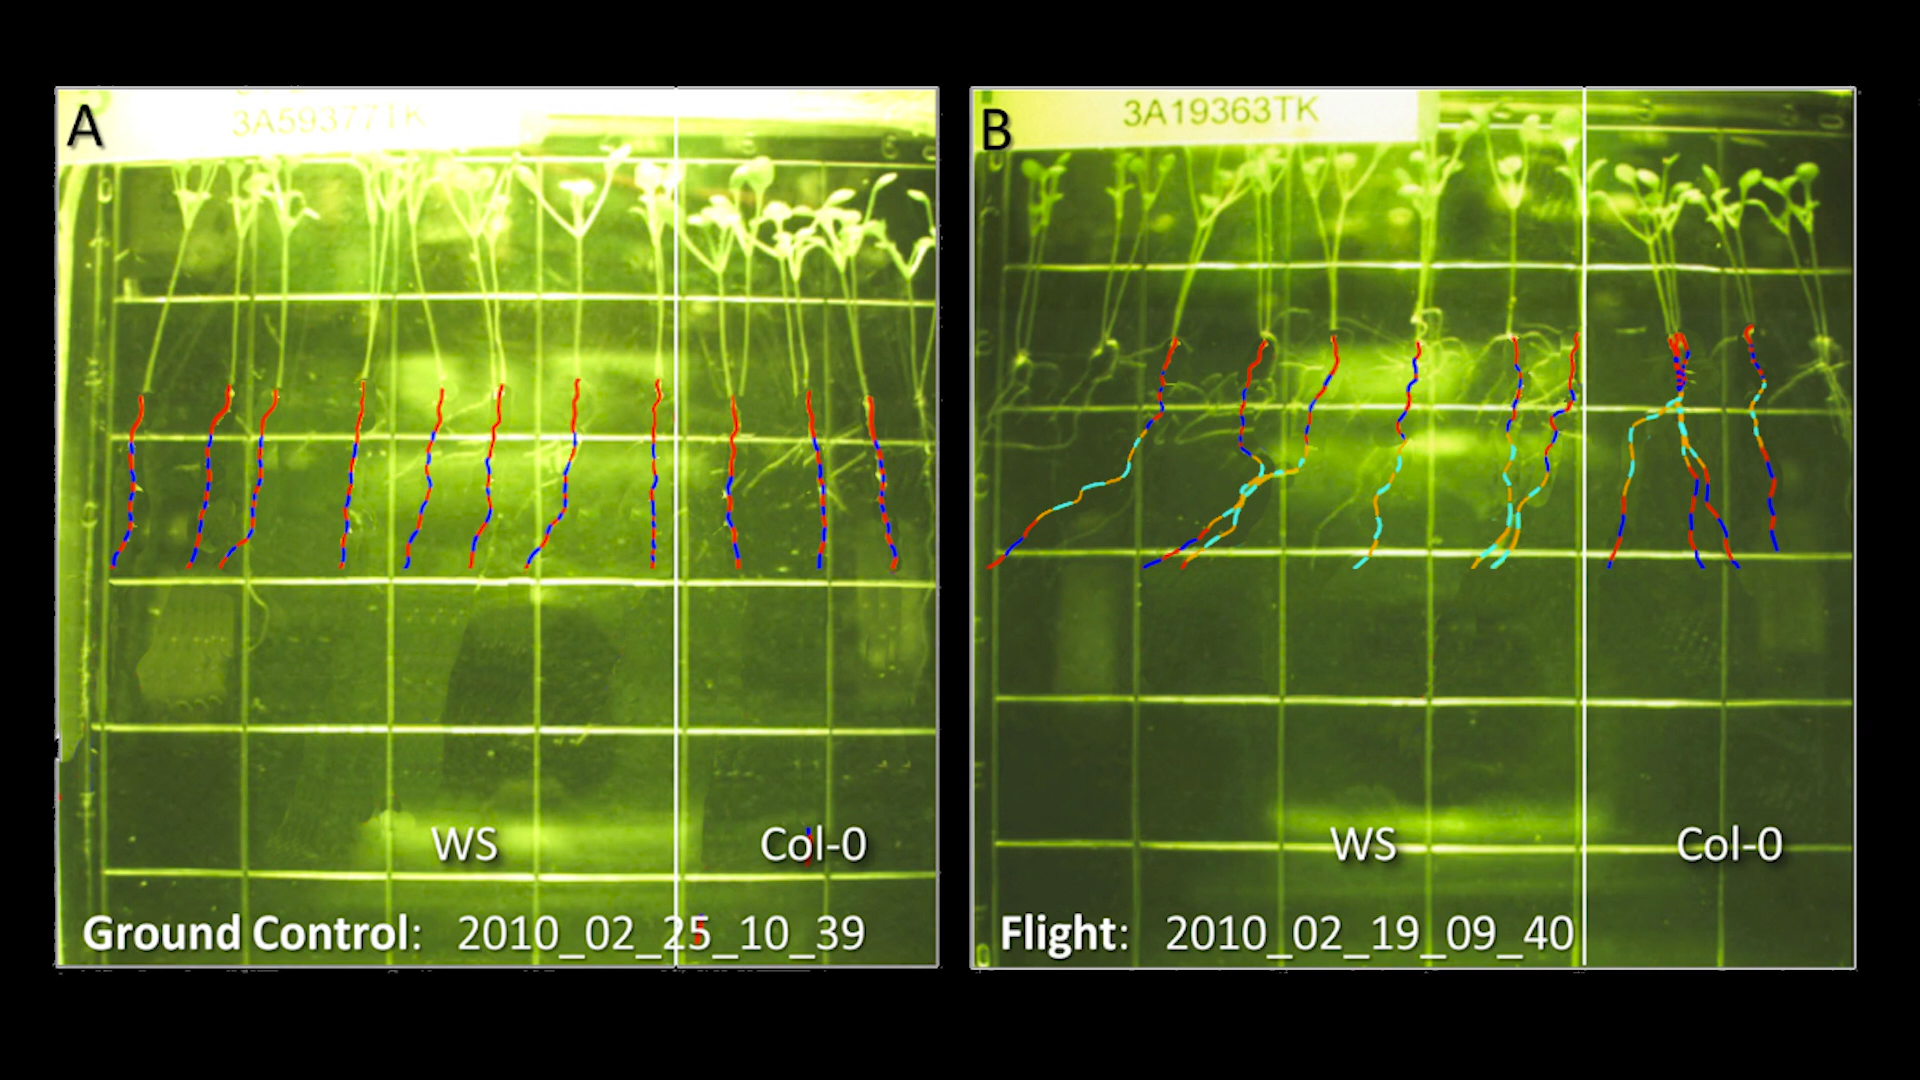 A
3A59377TK
WS
Col-0
Ground Control: 2010_02_25_10_39
B
3A19363TK
WS
Col-0
Flight: 2010_02_19_09_40